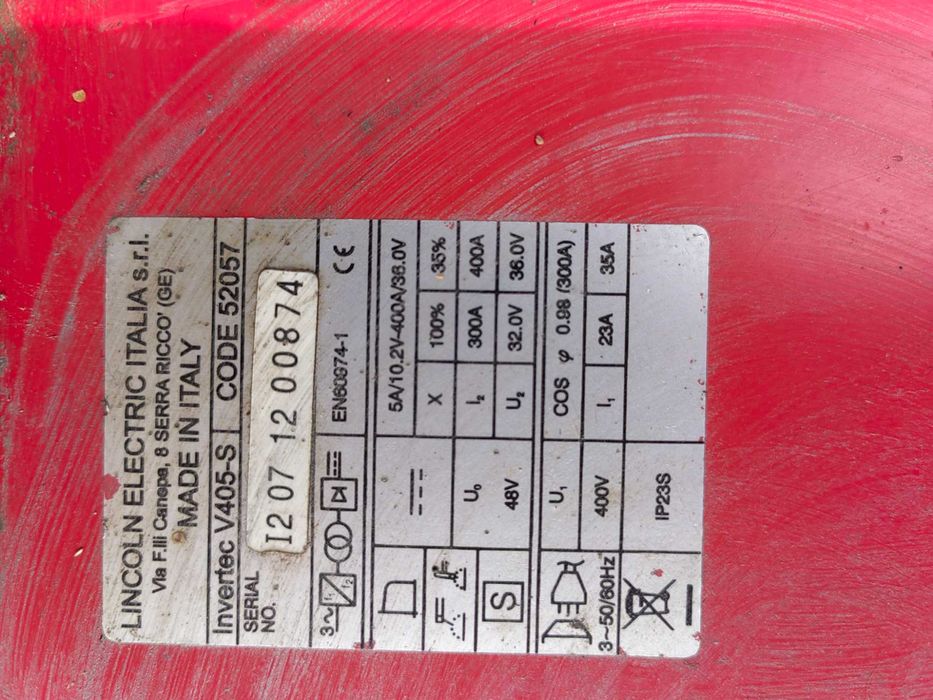 LINCOLN ELECTRIC ITALIA s.r.l.
Via F.lli Canepa, 8 SERRA RICCO' (GE)
MADE IN ITALY
Invertec V405-S CODE 52057
SERIAL NO. I2 07 12 00874
3~ f1 f2 EN60974-1 CE
5A/10.2V-400A/36.0V
X 100% 35%
U₀ I₂ 300A 400A
S 48V U₂ 32.0V 36.0V
U₁ COS φ 0.98 (300A)
3~50/60Hz 400V I₁ 23A 35A
IP23S